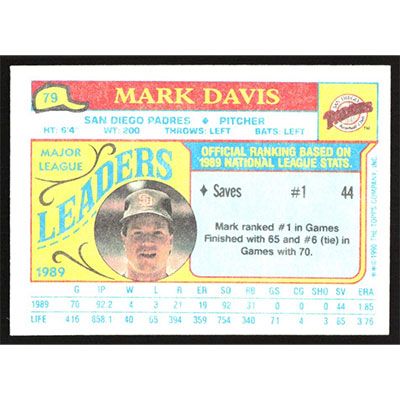 79
MARK DAVIS
SAN DIEGO PADRES ♦ PITCHER
HT: 6'4 WT: 200 THROWS: LEFT BATS: LEFT
SAN DIEGO
PADRES
TM
MAJOR
LEAGUE
LEADERS
1989
OFFICIAL RANKING BASED ON
1989 NATIONAL LEAGUE STATS.
♦ Saves #1 44
Mark ranked #1 in Games
Finished with 65 and #6 (tie) in
Games with 70.
© 1990 THE TOPPS COMPANY, INC.
G IP W L R ER SO BB GS CG SHO SV ERA
1989 70 92.2 4 3 21 19 92 31 0 0 0 44 1.85
LIFE 416 858.1 40 65 394 359 754 340 71 4 3 65 3.76